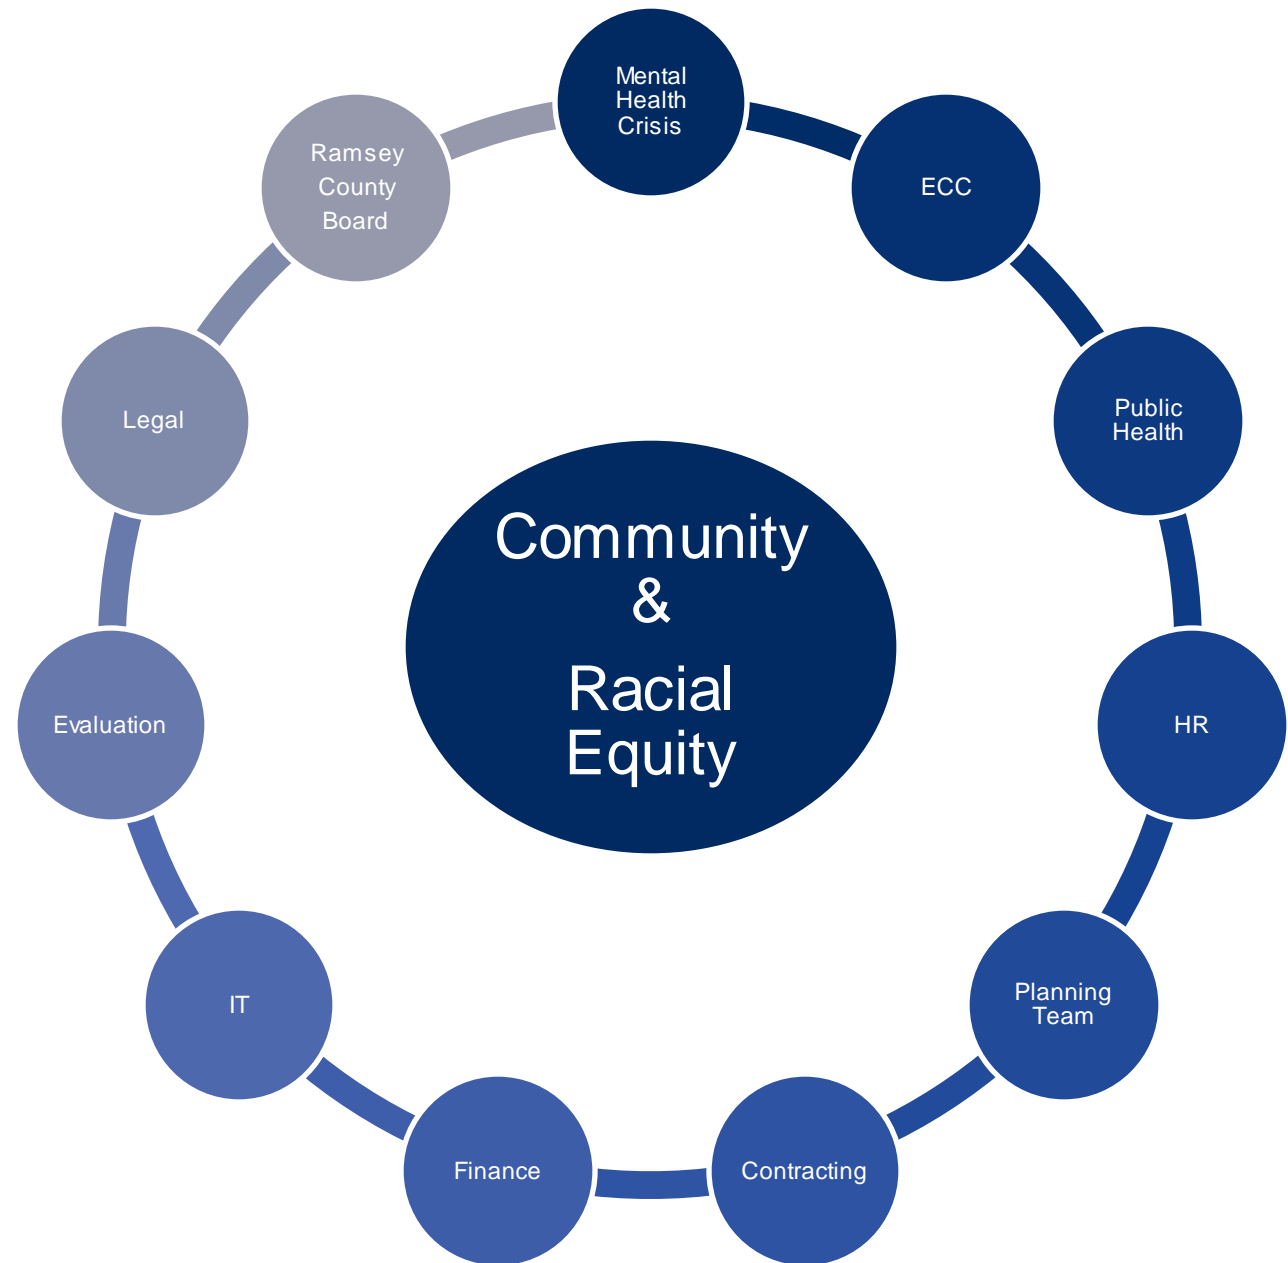 Mental
Health
Crisis
ECC
Public
Health
HR
Planning
Team
Contracting
Finance
IT
Evaluation
Legal
Ramsey
County
Board
Community
&
Racial
Equity